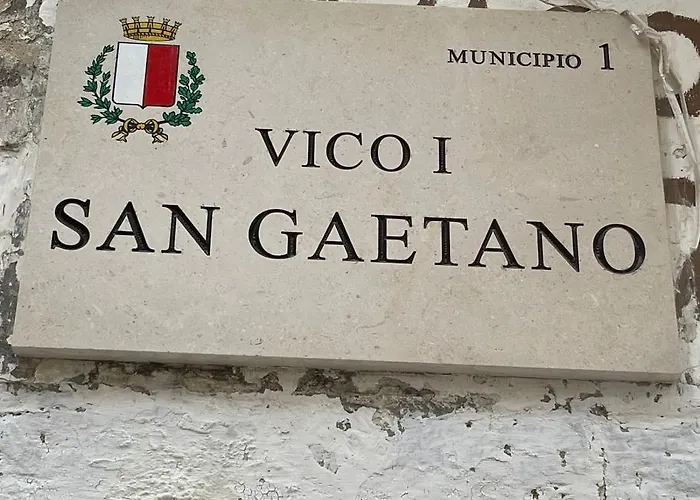 MUNICIPIO 1
VICO I
SAN GAETANO